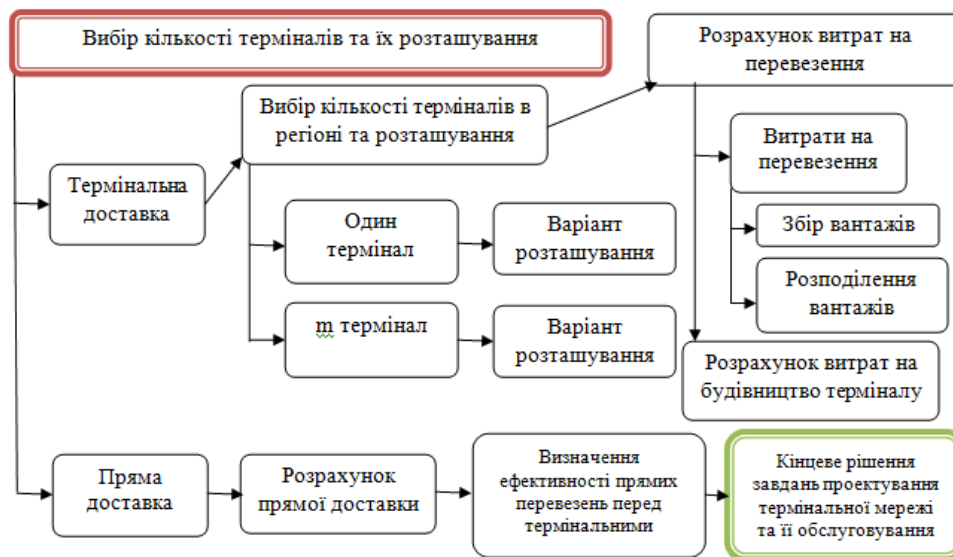 Вибір кількості терміналів та їх розташування
Розрахунок витрат на
перевезення
Вибір кількості терміналів в
регіоні та розташування
Витрати на
перевезення
Термінальна
доставка
Один
термінал
Варіант
розташування
Збір вантажів
Розподілення
вантажів
m термінал
Варіант
розташування
Розрахунок витрат на
будівництво терміналу
Пряма
доставка
Розрахунок
прямої доставки
Визначення
ефективності прямих
перевезень перед
термінальними
Кінцеве рішення
завдань проектування
термінальної мережі
та її обслуговування